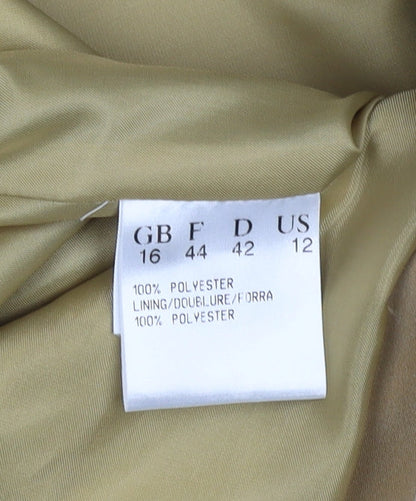 GB F D US
16 44 42 12
100% POLYESTER
LINING/DOUBLURE/FORRA
100% POLYESTER